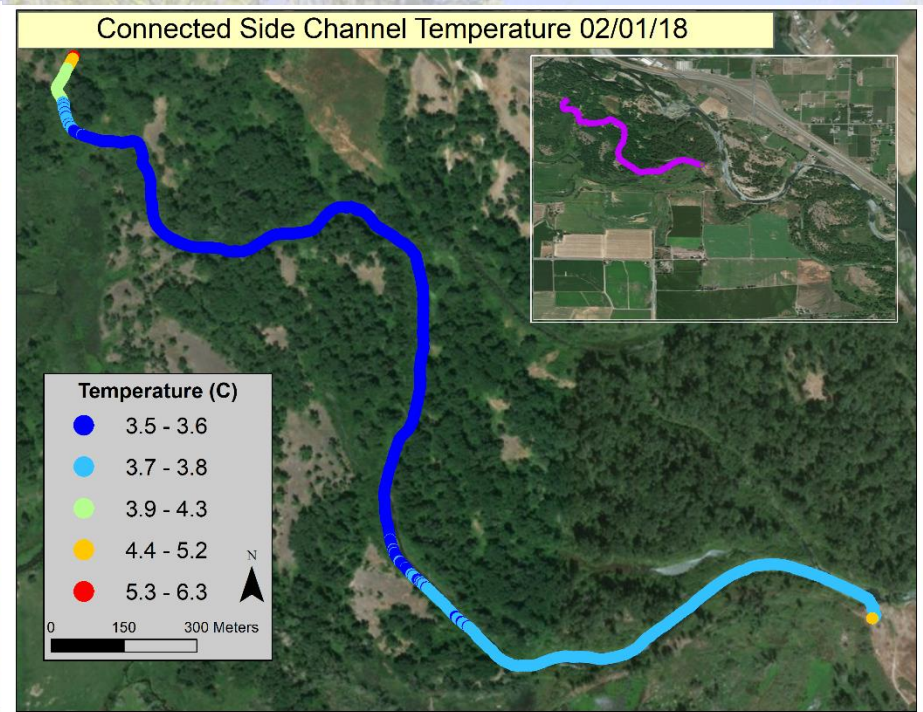 Connected Side Channel Temperature 02/01/18
Temperature (C)
3.5 - 3.6
3.7 - 3.8
3.9 - 4.3
4.4 - 5.2
5.3 - 6.3
N
0 150 300 Meters